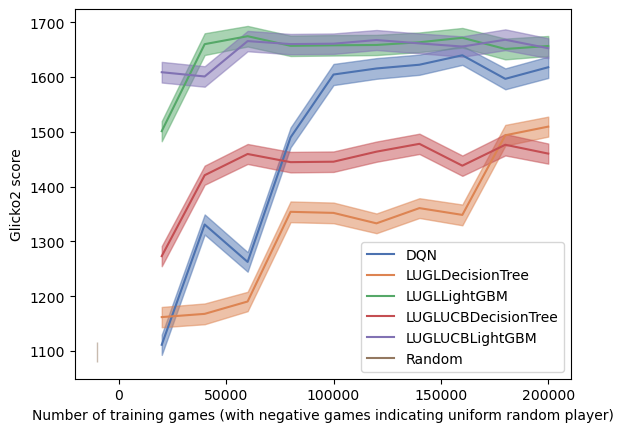 1700
1600
1500
1400
1300
1200
1100
Glicko2 score
DQN
LUGLDecisionTree
LUGLLightGBM
LUGLUCBDecisionTree
LUGLUCBLightGBM
Random
0 50000 100000 150000 200000
Number of training games (with negative games indicating uniform random player)